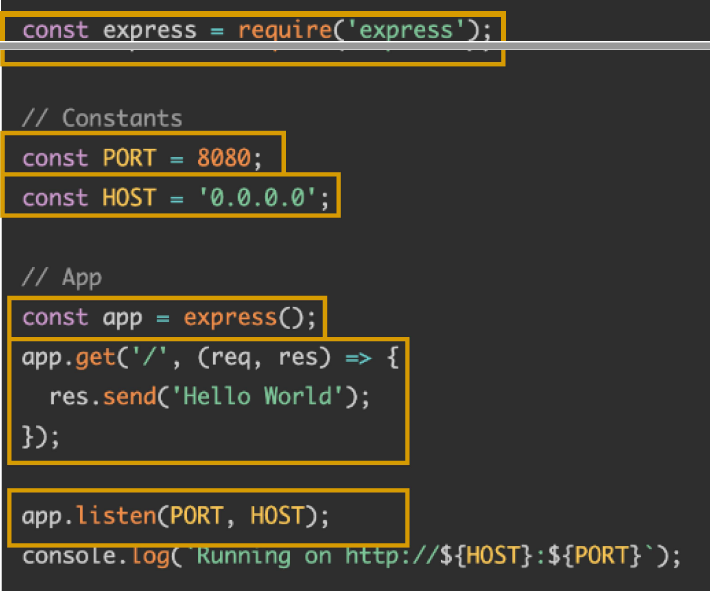 const express = require('express');
// Constants
const PORT = 8080;
const HOST = '0.0.0.0';
// App
const app = express();
app.get('/', (req, res) => {
  res.send('Hello World');
});
app.listen(PORT, HOST);
console.log(`Running on http://${HOST}:${PORT}`);